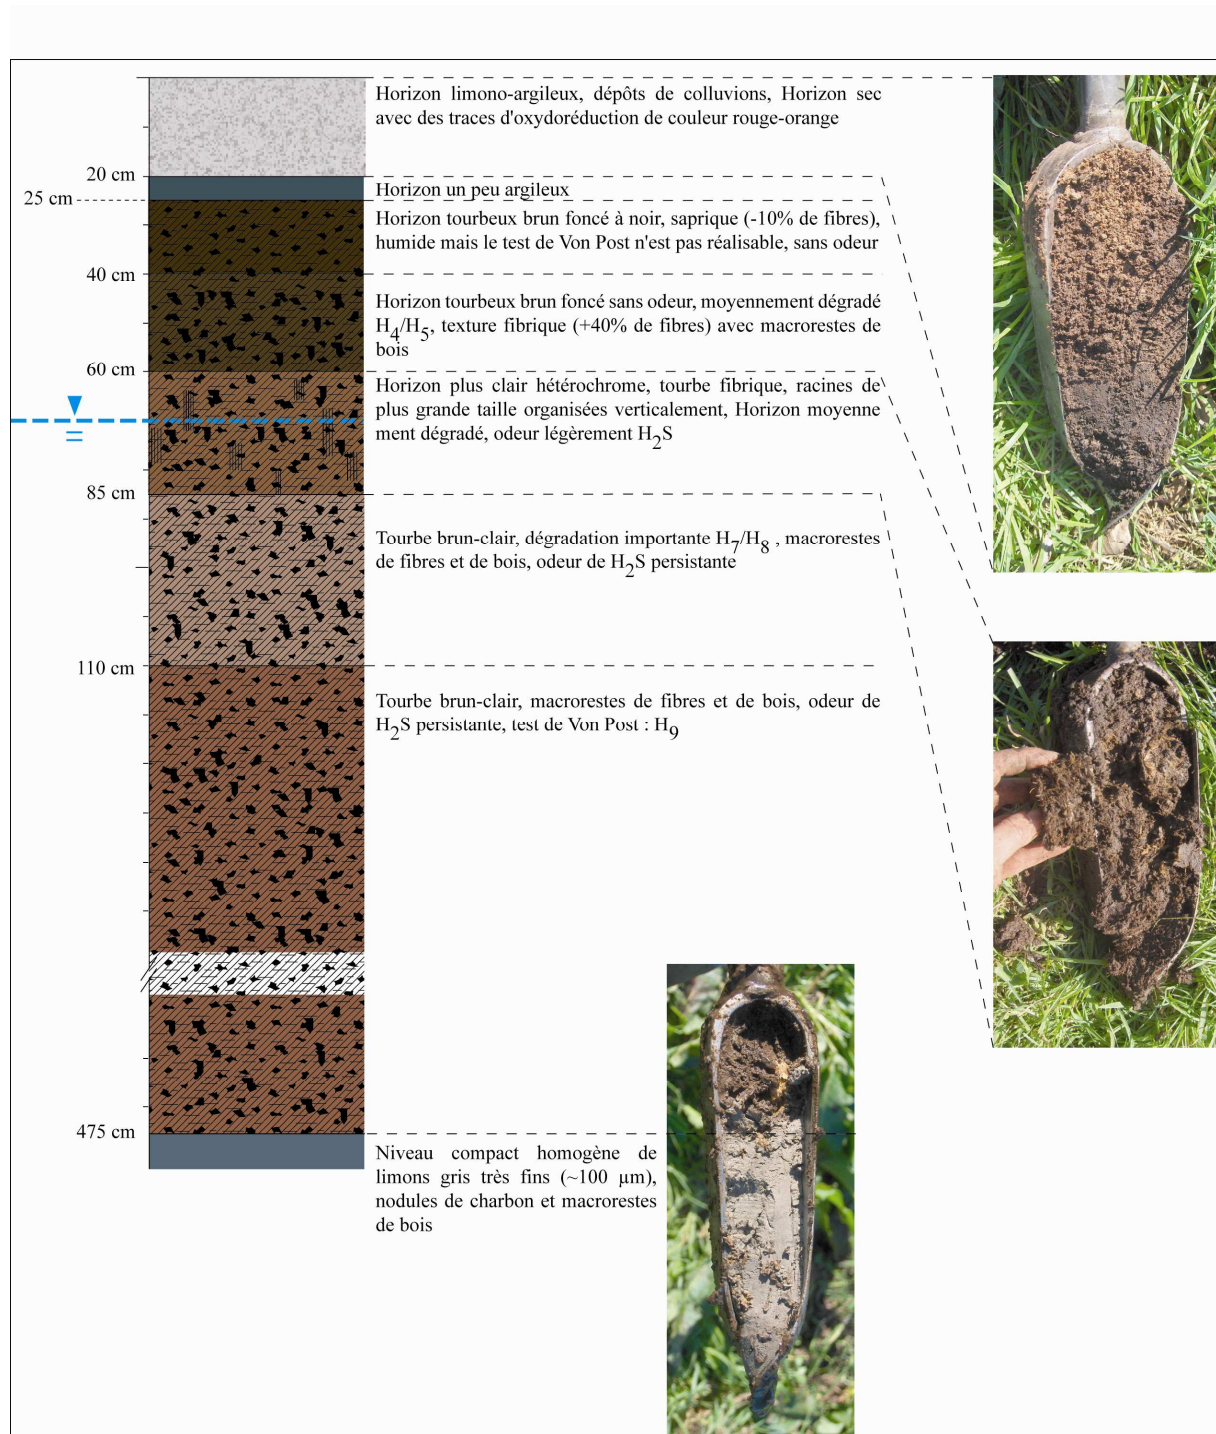 Horizon limono-argileux, dépôts de colluvions, Horizon sec
avec des traces d'oxydoréduction de couleur rouge-orange
20 cm
Horizon un peu argileux
25 cm
Horizon tourbeux brun foncé à noir, saprique (-10% de fibres),
humide mais le test de Von Post n'est pas réalisable, sans odeur
40 cm
Horizon tourbeux brun foncé sans odeur, moyennement dégradé
H4/H5, texture fibrique (+40% de fibres) avec macrorestes de
bois
60 cm
Horizon plus clair hétérochrome, tourbe fibrique, racines de
plus grande taille organisées verticalement, Horizon moyenne
ment dégradé, odeur légèrement H2S
85 cm
Tourbe brun-clair, dégradation importante H7/H8 , macrorestes
de fibres et de bois, odeur de H2S persistante
110 cm
Tourbe brun-clair, macrorestes de fibres et de bois, odeur de
H2S persistante, test de Von Post : H9
475 cm
Niveau compact homogène de
limons gris très fins (~100 µm),
nodules de charbon et macrorestes
de bois